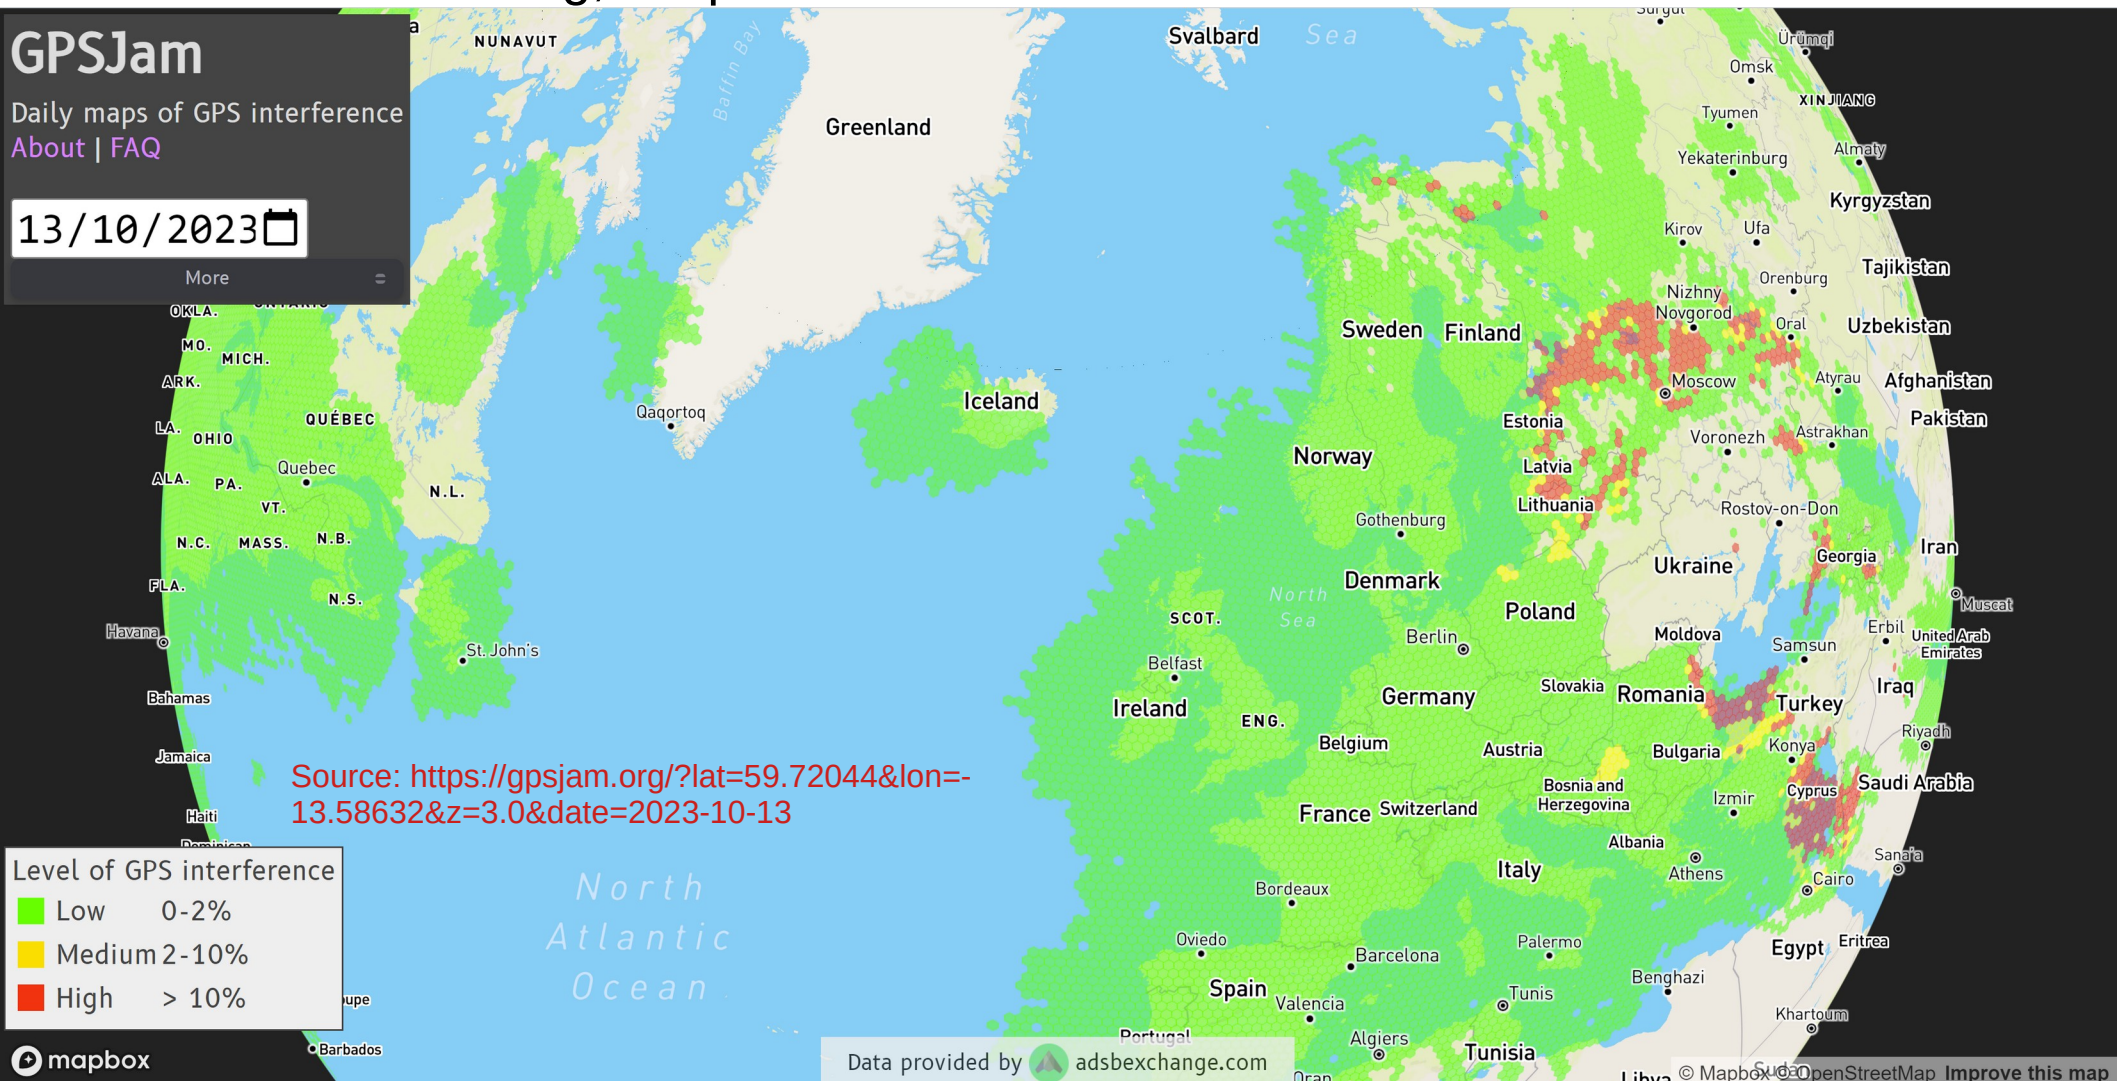 GPSJam
Daily maps of GPS interference
About | FAQ
13/10/2023
More
NUNAVUT
Baffin Bay
Greenland
Svalbard
Sea
Surgut
Ürümqi
Omsk
XINJIANG
Tyumen
Yekaterinburg
Almaty
Kyrgyzstan
Kirov
Ufa
Tajikistan
Orenburg
Nizhny
Novgorod
Oral
Uzbekistan
OKLA.
ONTARIO
MO.
MICH.
ARK.
QUÉBEC
LA.
OHIO
Quebec
ALA.
PA.
VT.
N.L.
N.C.
MASS.
N.B.
FLA.
N.S.
Havana
St. John's
Bahamas
Jamaica
Haiti
Dominican
Qaqortoq
Iceland
Sweden
Finland
Moscow
Atyrau
Afghanistan
Pakistan
Estonia
Voronezh
Astrakhan
Norway
Latvia
Lithuania
Rostov-on-Don
Gothenburg
Georgia
Iran
Ukraine
Denmark
North
Sea
Muscat
SCOT.
Poland
Moldova
Erbil
United Arab
Emirates
Berlin
Samsun
Belfast
Slovakia
Romania
Iraq
Germany
Turkey
Ireland
ENG.
Belgium
Austria
Bulgaria
Konya
Riyadh
Bosnia and
Herzegovina
Cyprus
Saudi Arabia
Izmir
France
Switzerland
Albania
Athens
Sana'a
Italy
Cairo
Bordeaux
Oviedo
Barcelona
Palermo
Egypt
Eritrea
Spain
Valencia
Benghazi
Tunis
Khartoum
Portugal
Algiers
Tunisia
Oran
Libya
Sudan
Source: https://gpsjam.org/?lat=59.72044&lon=-
13.58632&z=3.0&date=2023-10-13
North
Atlantic
Ocean
Level of GPS interference
Low 0-2%
Medium 2-10%
High > 10%
upe
Barbados
mapbox
Data provided by adsbexchange.com
© Mapbox © OpenStreetMap Improve this map